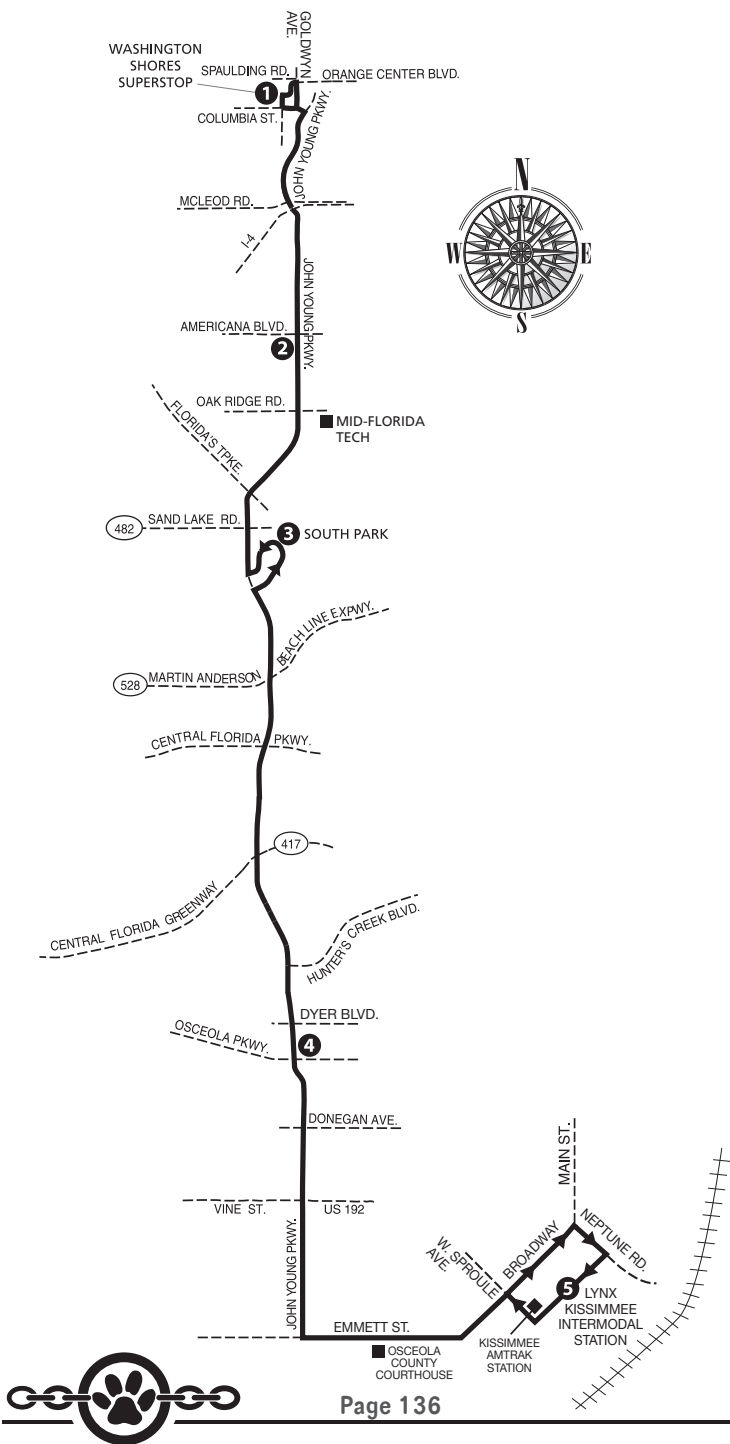 GOLDWYN
AVE.
WASHINGTON
SHORES
SUPERSTOP
SPAULDING RD.
ORANGE CENTER BLVD.
1
COLUMBIA ST.
JOHN YOUNG PKWY.
MCLEOD RD.
I-4
N
W
E
S
JOHN YOUNG PKWY.
AMERICANA BLVD.
2
OAK RIDGE RD.
MID-FLORIDA
TECH
FLORIDA'S TPKE.
482
SAND LAKE RD.
3
SOUTH PARK
BEACH LINE EXPWY.
528
MARTIN ANDERSON
CENTRAL FLORIDA PKWY.
417
CENTRAL FLORIDA GREENWAY
HUNTER'S CREEK BLVD.
DYER BLVD.
OSCEOLA PKWY.
4
DONEGAN AVE.
MAIN ST.
VINE ST.
US 192
JOHN YOUNG PKWY.
W. SPROULE
AVE.
BROADWAY
NEPTUNE RD.
5
LYNX
KISSIMMEE
INTERMODAL
STATION
EMMETT ST.
KISSIMMEE
AMTRAK
STATION
OSCEOLA
COUNTY
COURTHOUSE
Page 136